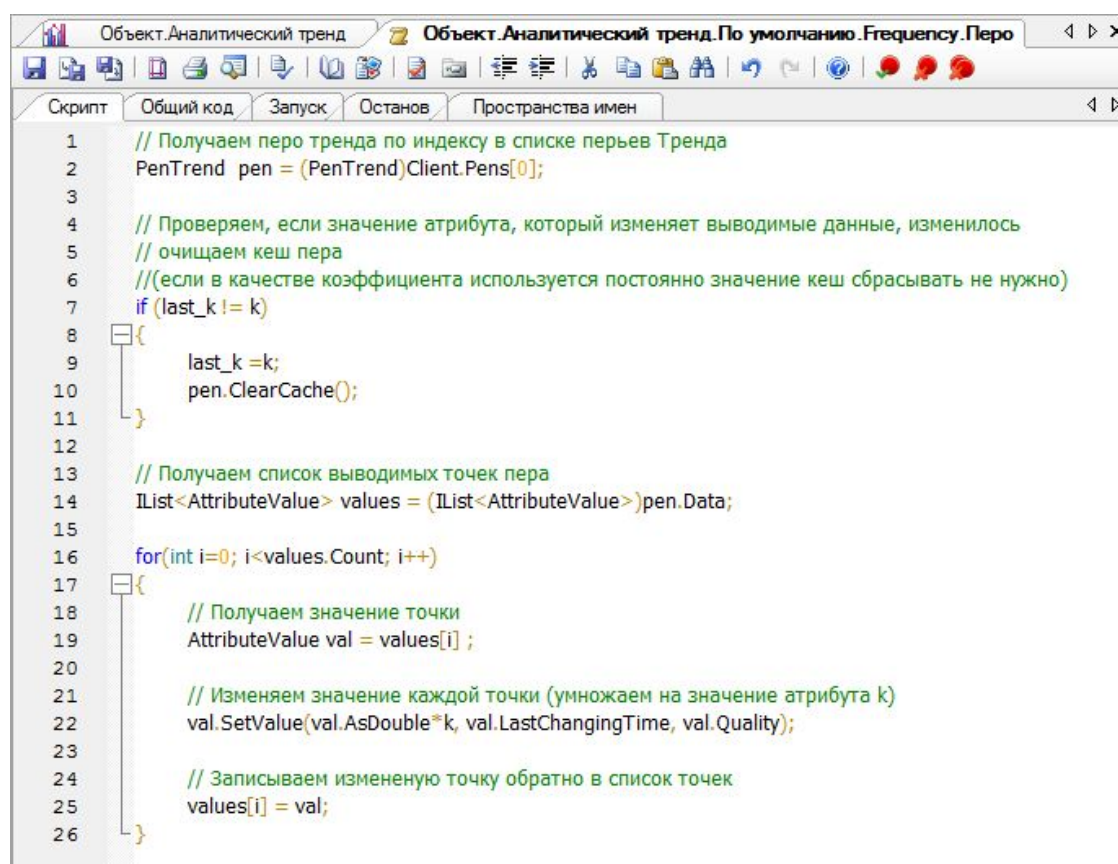 Объект.Аналитический тренд Объект.Аналитический тренд.По умолчанию.Frequency.Перо
Скрипт Общий код Запуск Останов Пространства имен
1 // Получаем перо тренда по индексу в списке перьев Тренда
2 PenTrend pen = (PenTrend)Client.Pens[0];
3
4 // Проверяем, если значение атрибута, который изменяет выводимые данные, изменилось
5 // очищаем кеш пера
6 //(если в качестве коэффициента используется постоянно значение кеш сбрасывать не нужно)
7 if (last_k != k)
8 {
9 last_k =k;
10 pen.ClearCache();
11 }
12
13 // Получаем список выводимых точек пера
14 IList<AttributeValue> values = (IList<AttributeValue>)pen.Data;
15
16 for(int i=0; i<values.Count; i++)
17 {
18 // Получаем значение точки
19 AttributeValue val = values[i] ;
20
21 // Изменяем значение каждой точки (умножаем на значение атрибута k)
22 val.SetValue(val.AsDouble*k, val.LastChangingTime, val.Quality);
23
24 // Записываем измененую точку обратно в список точек
25 values[i] = val;
26 }